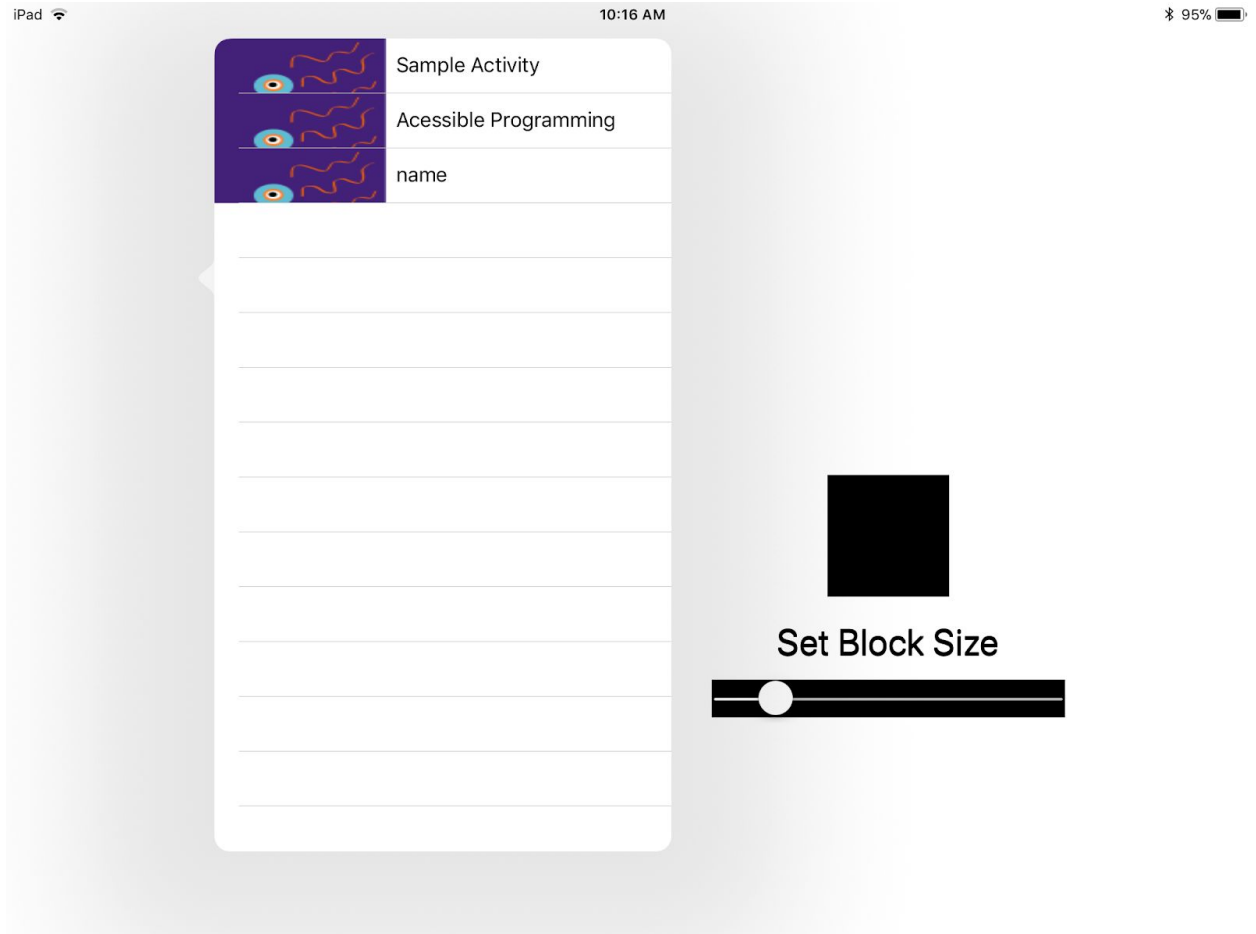 iPad
10:16 AM
95%
Sample Activity
Acessible Programming
name
Set Block Size